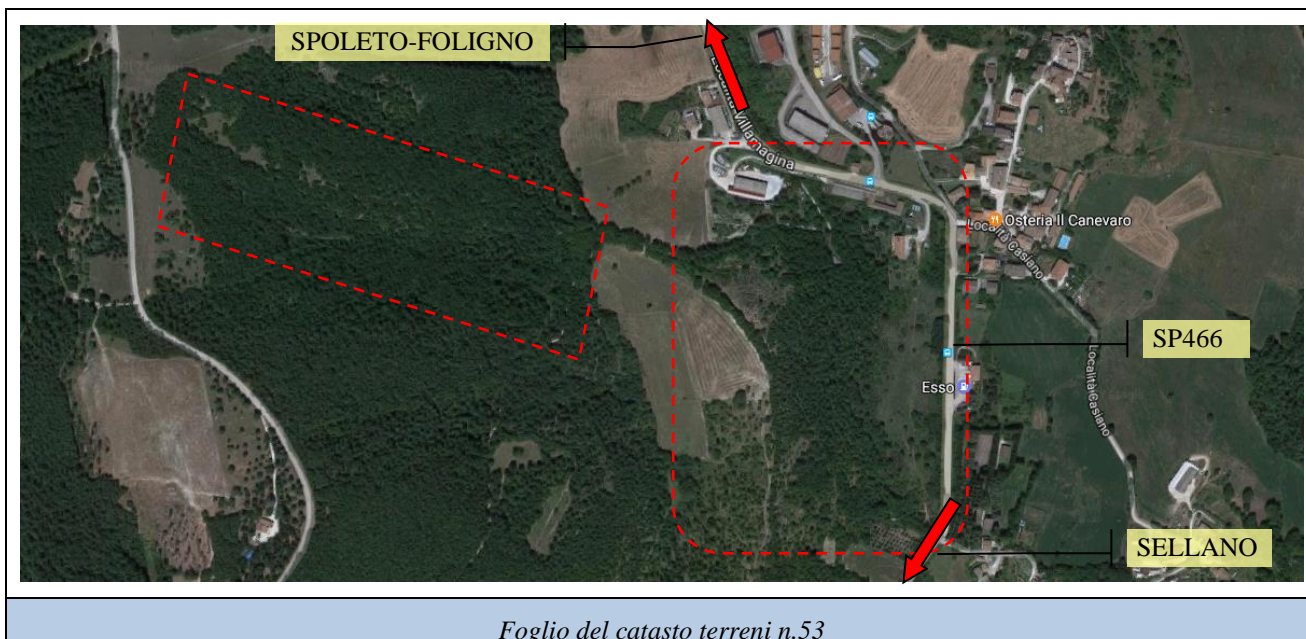 SPOLETO-FOLIGNO
Località Villamagina
Osteria Il Canevaro
Località Casiano
SP466
Esso
Località Casiano
SELLANO
Foglio del catasto terreni n.53